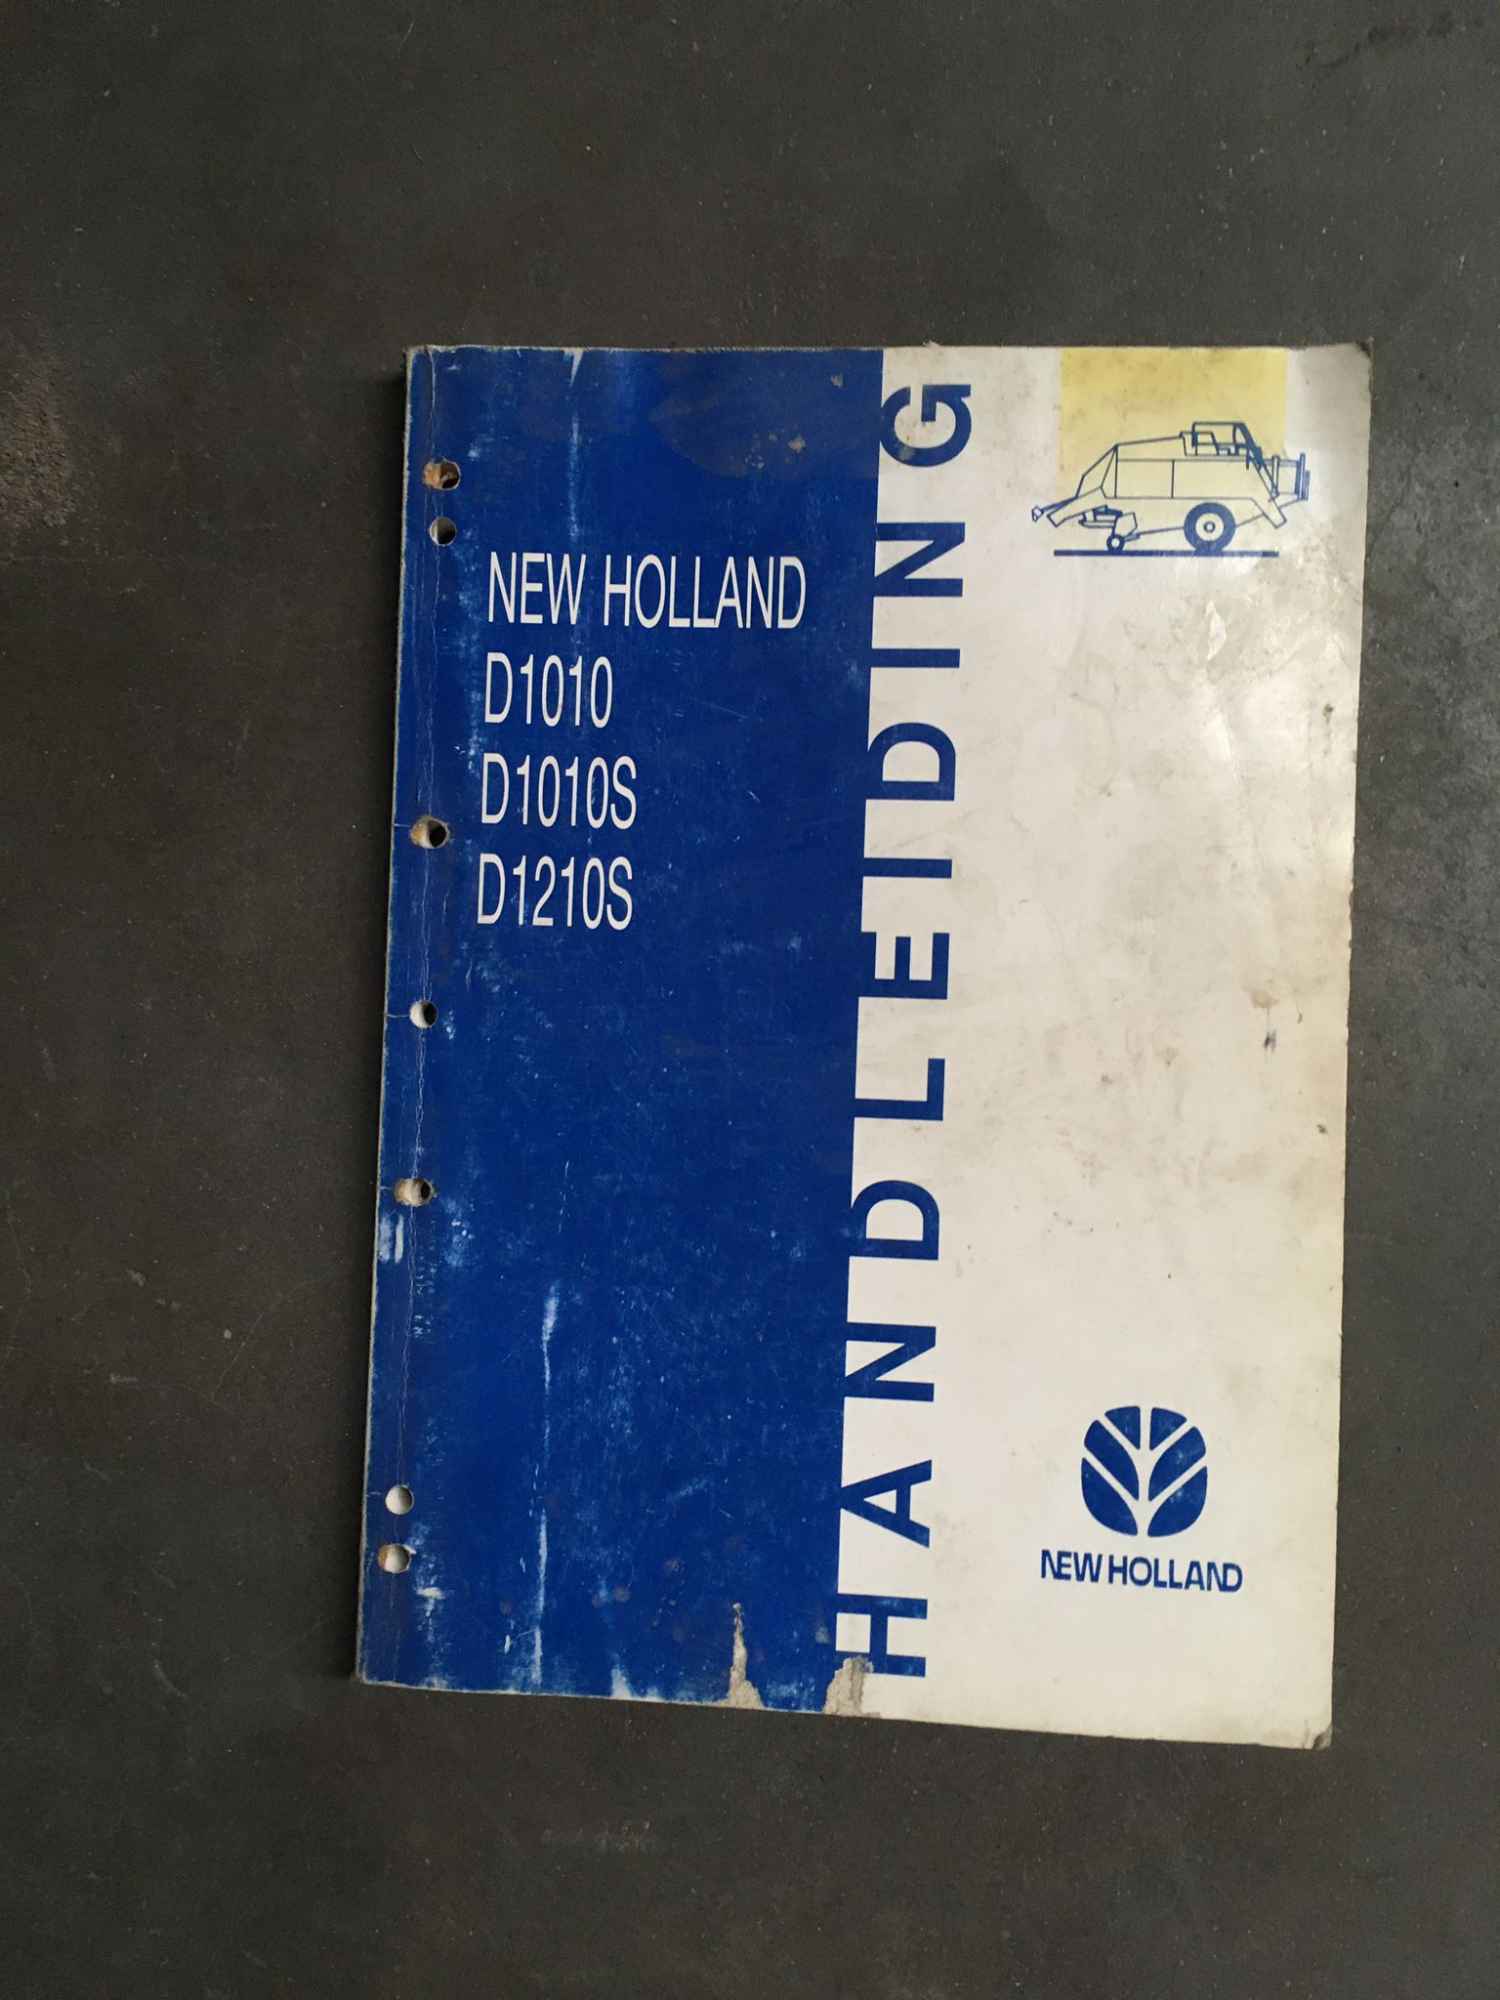 NEW HOLLAND
D1010
D1010S
D1210S
HANDLEIDING
NEW HOLLAND